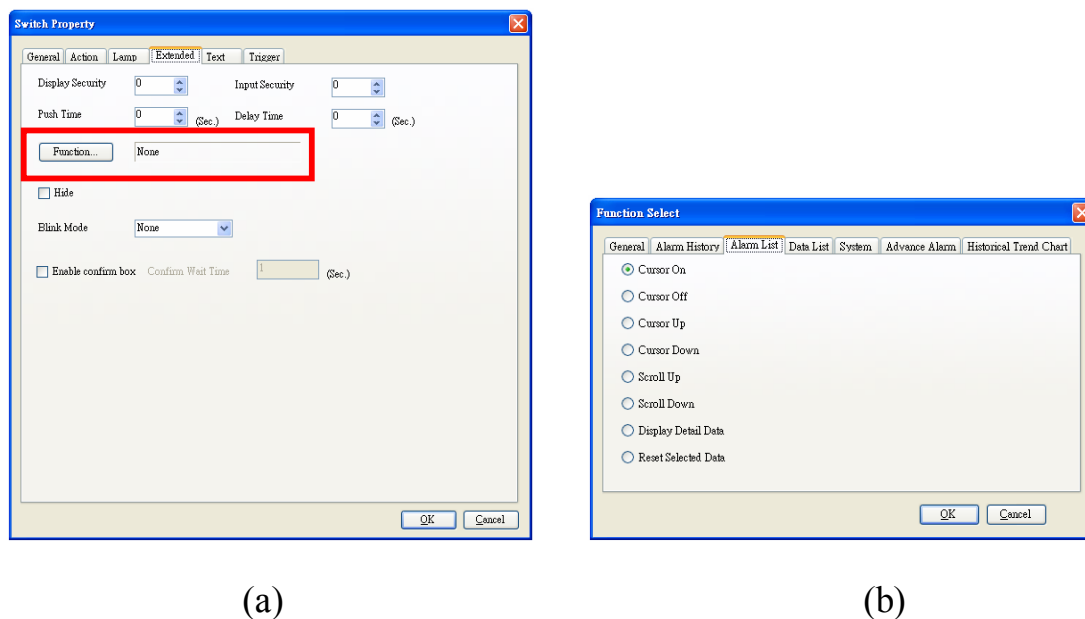 Switch Property
General Action Lamp Extended Text Trigger
Display Security 0 Input Security 0
Push Time 0 (Sec.) Delay Time 0 (Sec.)
Function... None
Hide
Blink Mode None
Enable confirm box Confirm Wait Time 1 (Sec.)
OK Cancel
(a)
Function Select
General Alarm History Alarm List Data List System Advance Alarm Historical Trend Chart
Cursor On
Cursor Off
Cursor Up
Cursor Down
Scroll Up
Scroll Down
Display Detail Data
Reset Selected Data
OK Cancel
(b)